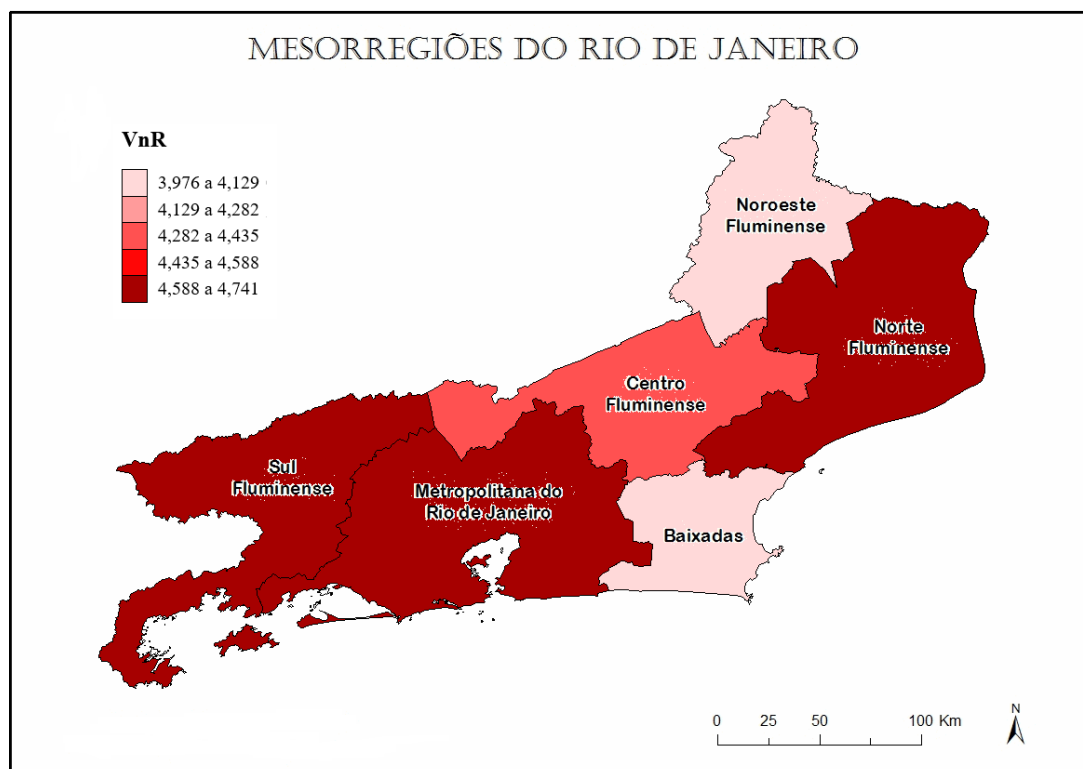 MESORREGIÕES DO RIO DE JANEIRO
VnR
3,976 a 4,129
4,129 a 4,282
4,282 a 4,435
4,435 a 4,588
4,588 a 4,741
Noroeste
Fluminense
Norte
Fluminense
Centro
Fluminense
Sul
Fluminense
Metropolitana do
Rio de Janeiro
Baixadas
0 25 50 100 Km
N